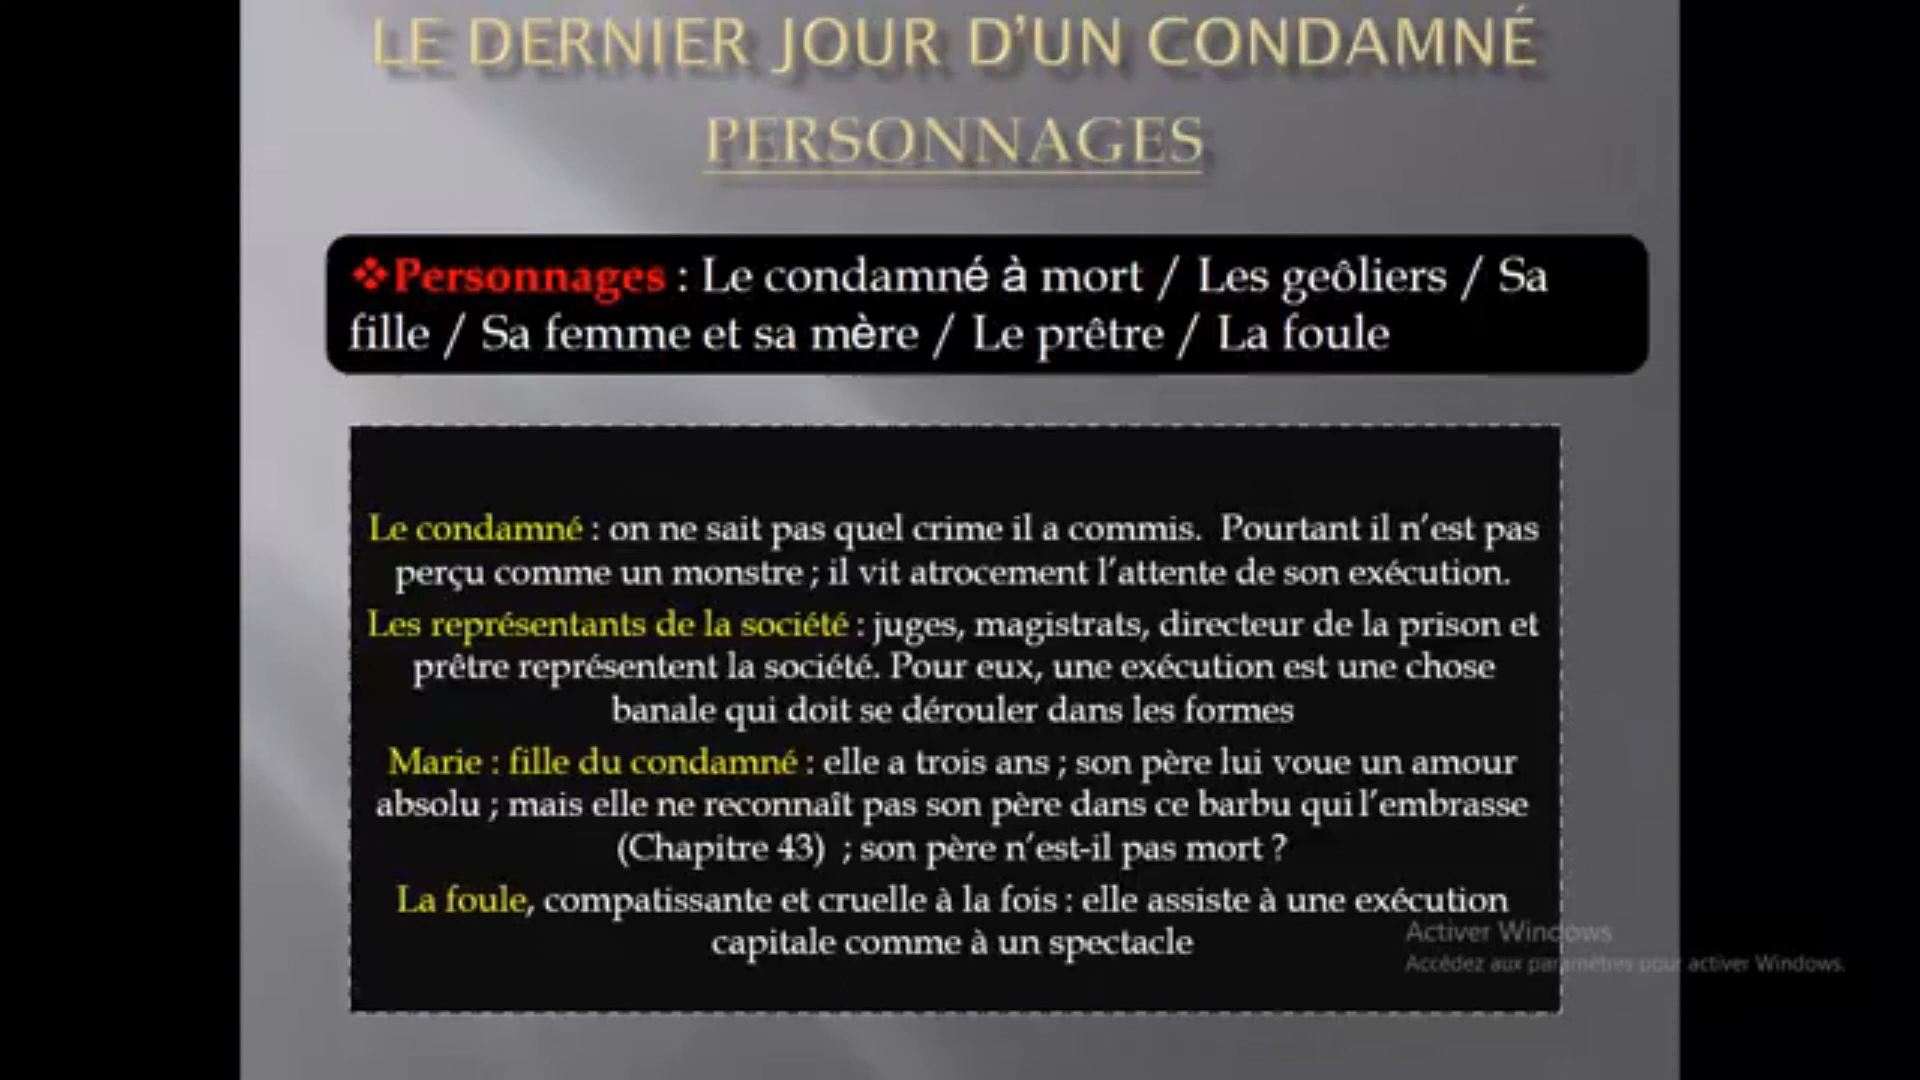 LE DERNIER JOUR D’UN CONDAMNÉ
PERSONNAGES
❖Personnages : Le condamné à mort / Les geôliers / Sa
fille / Sa femme et sa mère / Le prêtre / La foule
Le condamné : on ne sait pas quel crime il a commis. Pourtant il n’est pas
perçu comme un monstre ; il vit atrocement l’attente de son exécution.
Les représentants de la société : juges, magistrats, directeur de la prison et
prêtre représentent la société. Pour eux, une exécution est une chose
banale qui doit se dérouler dans les formes
Marie : fille du condamné : elle a trois ans ; son père lui voue un amour
absolu ; mais elle ne reconnaît pas son père dans ce barbu qui l’embrasse
(Chapitre 43) ; son père n’est-il pas mort ?
La foule, compatissante et cruelle à la fois : elle assiste à une exécution
capitale comme à un spectacle
Activer Windows
Accédez aux paramètres pour activer Windows.